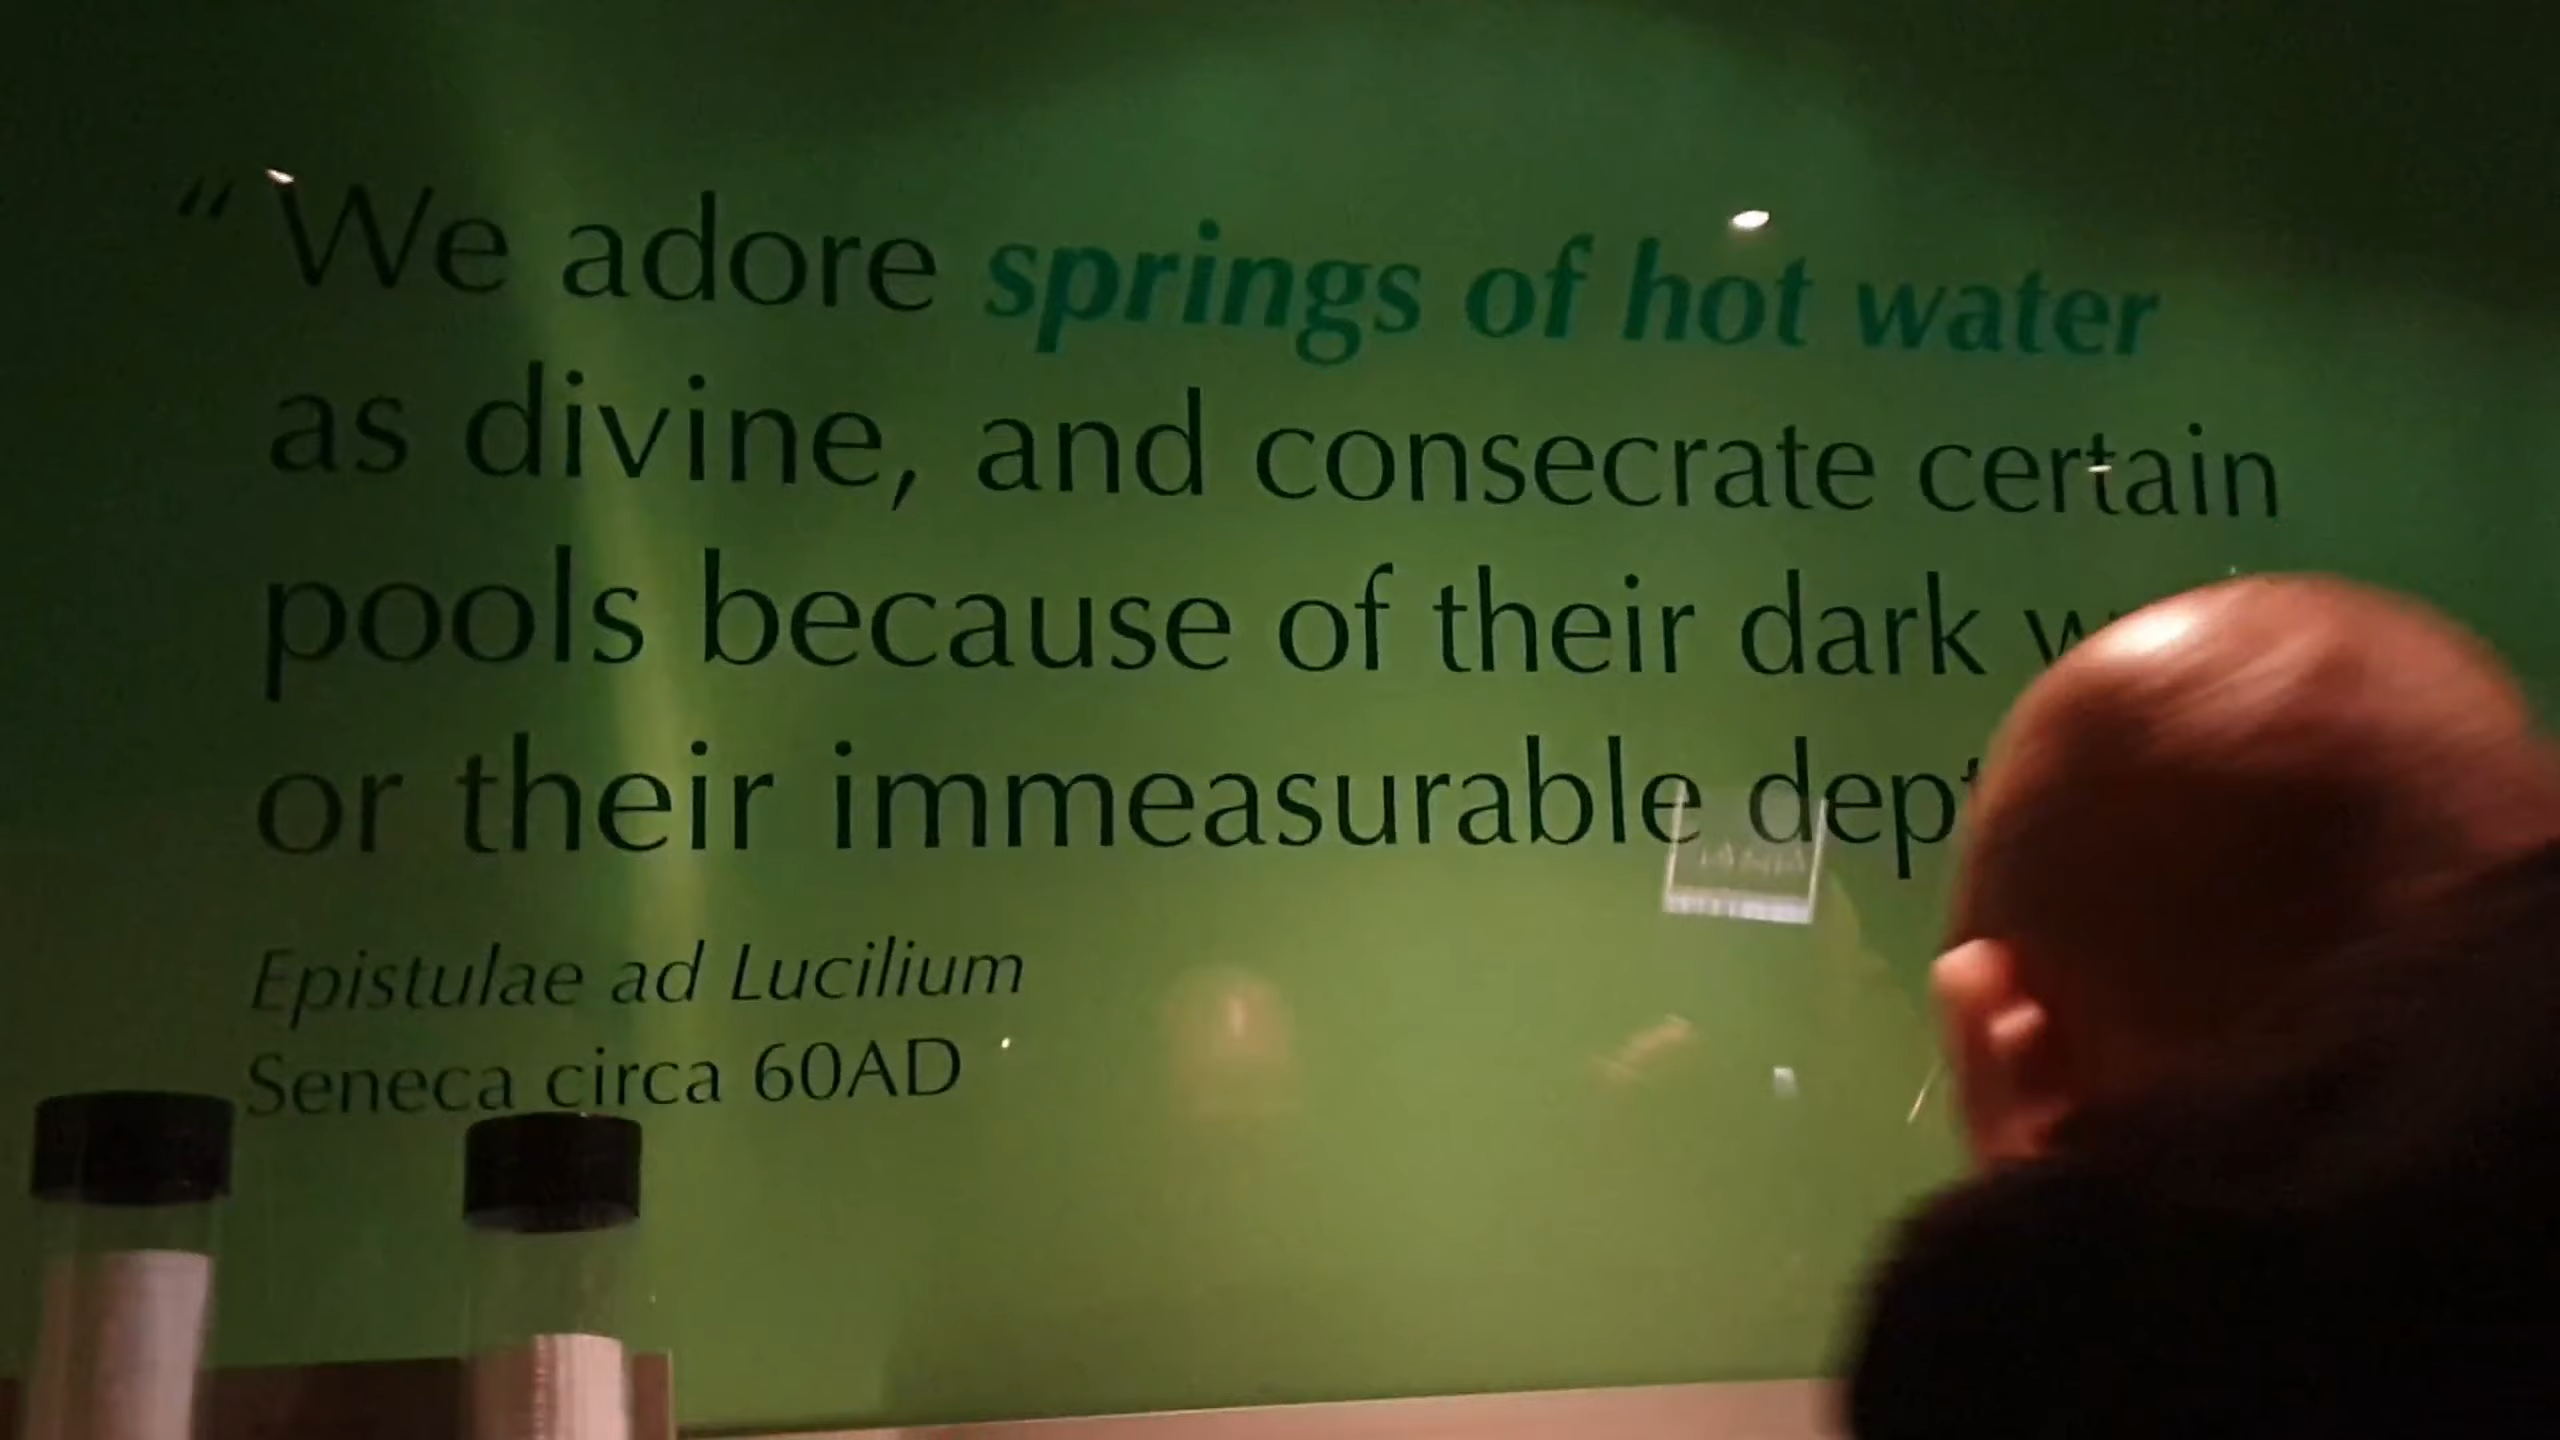 “ We adore springs of hot water
as divine, and consecrate certain
pools because of their dark
or their immeasurable
Epistulae ad Lucilium
Seneca circa 60AD